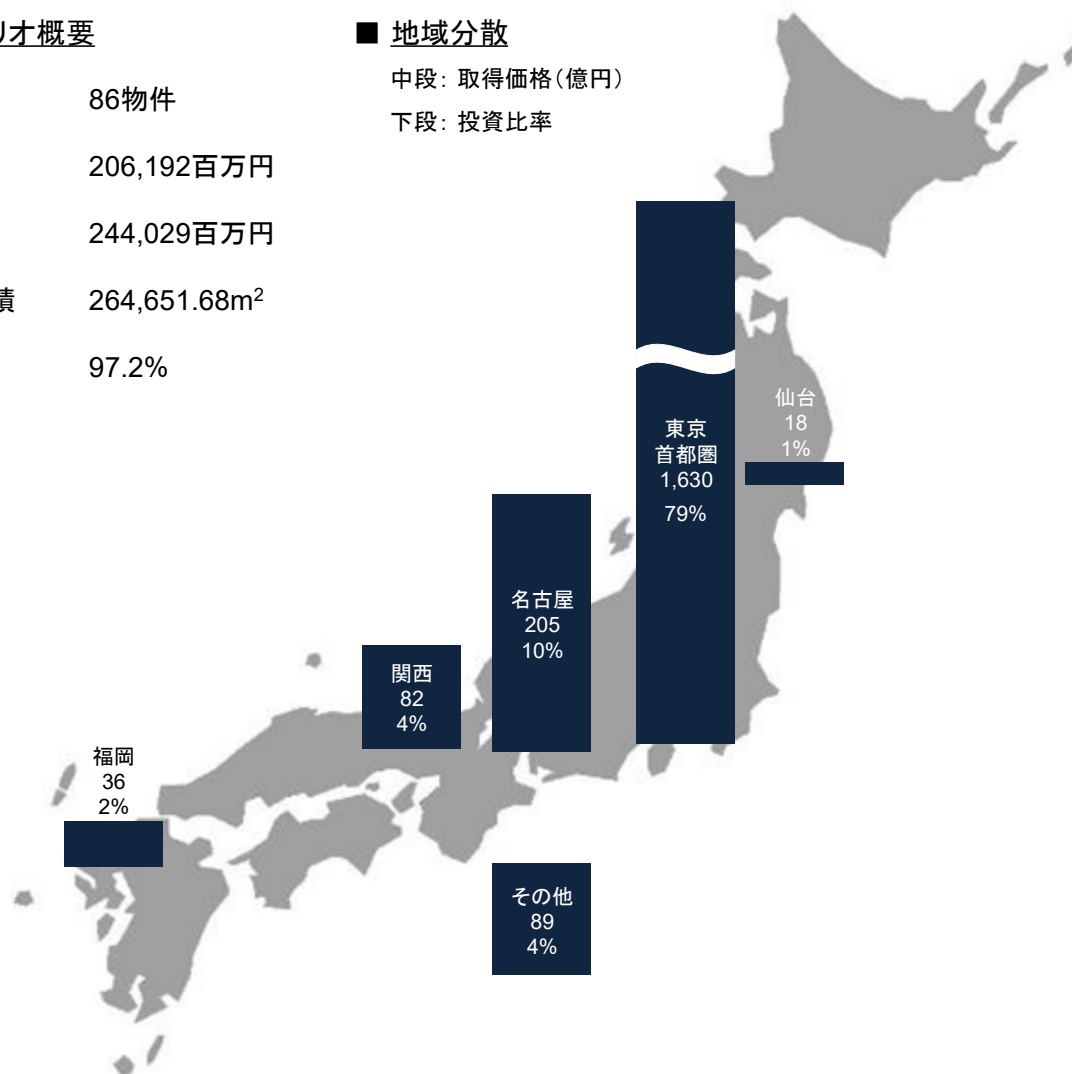 リオ概要
86物件
206,192百万円
244,029百万円
積 264,651.68m²
97.2%
■ 地域分散
中段: 取得価格(億円)
下段: 投資比率
仙台
18
1%
東京
首都圏
1,630
79%
名古屋
205
10%
関西
82
4%
福岡
36
2%
その他
89
4%